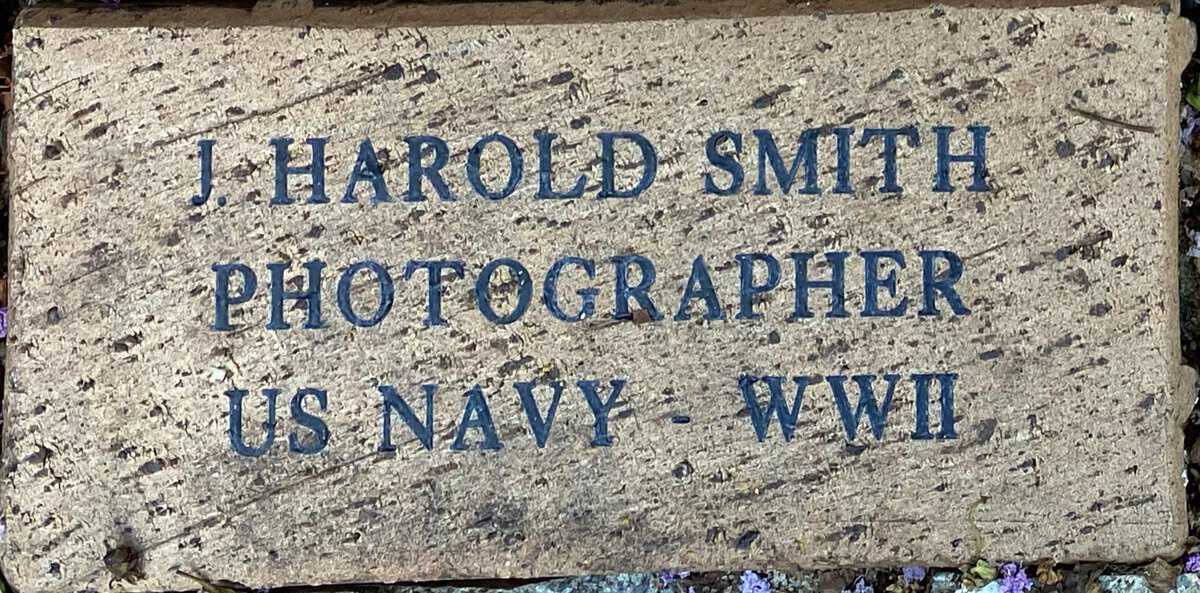 J. HAROLD SMITH
PHOTOGRAPHER
US NAVY - WWII